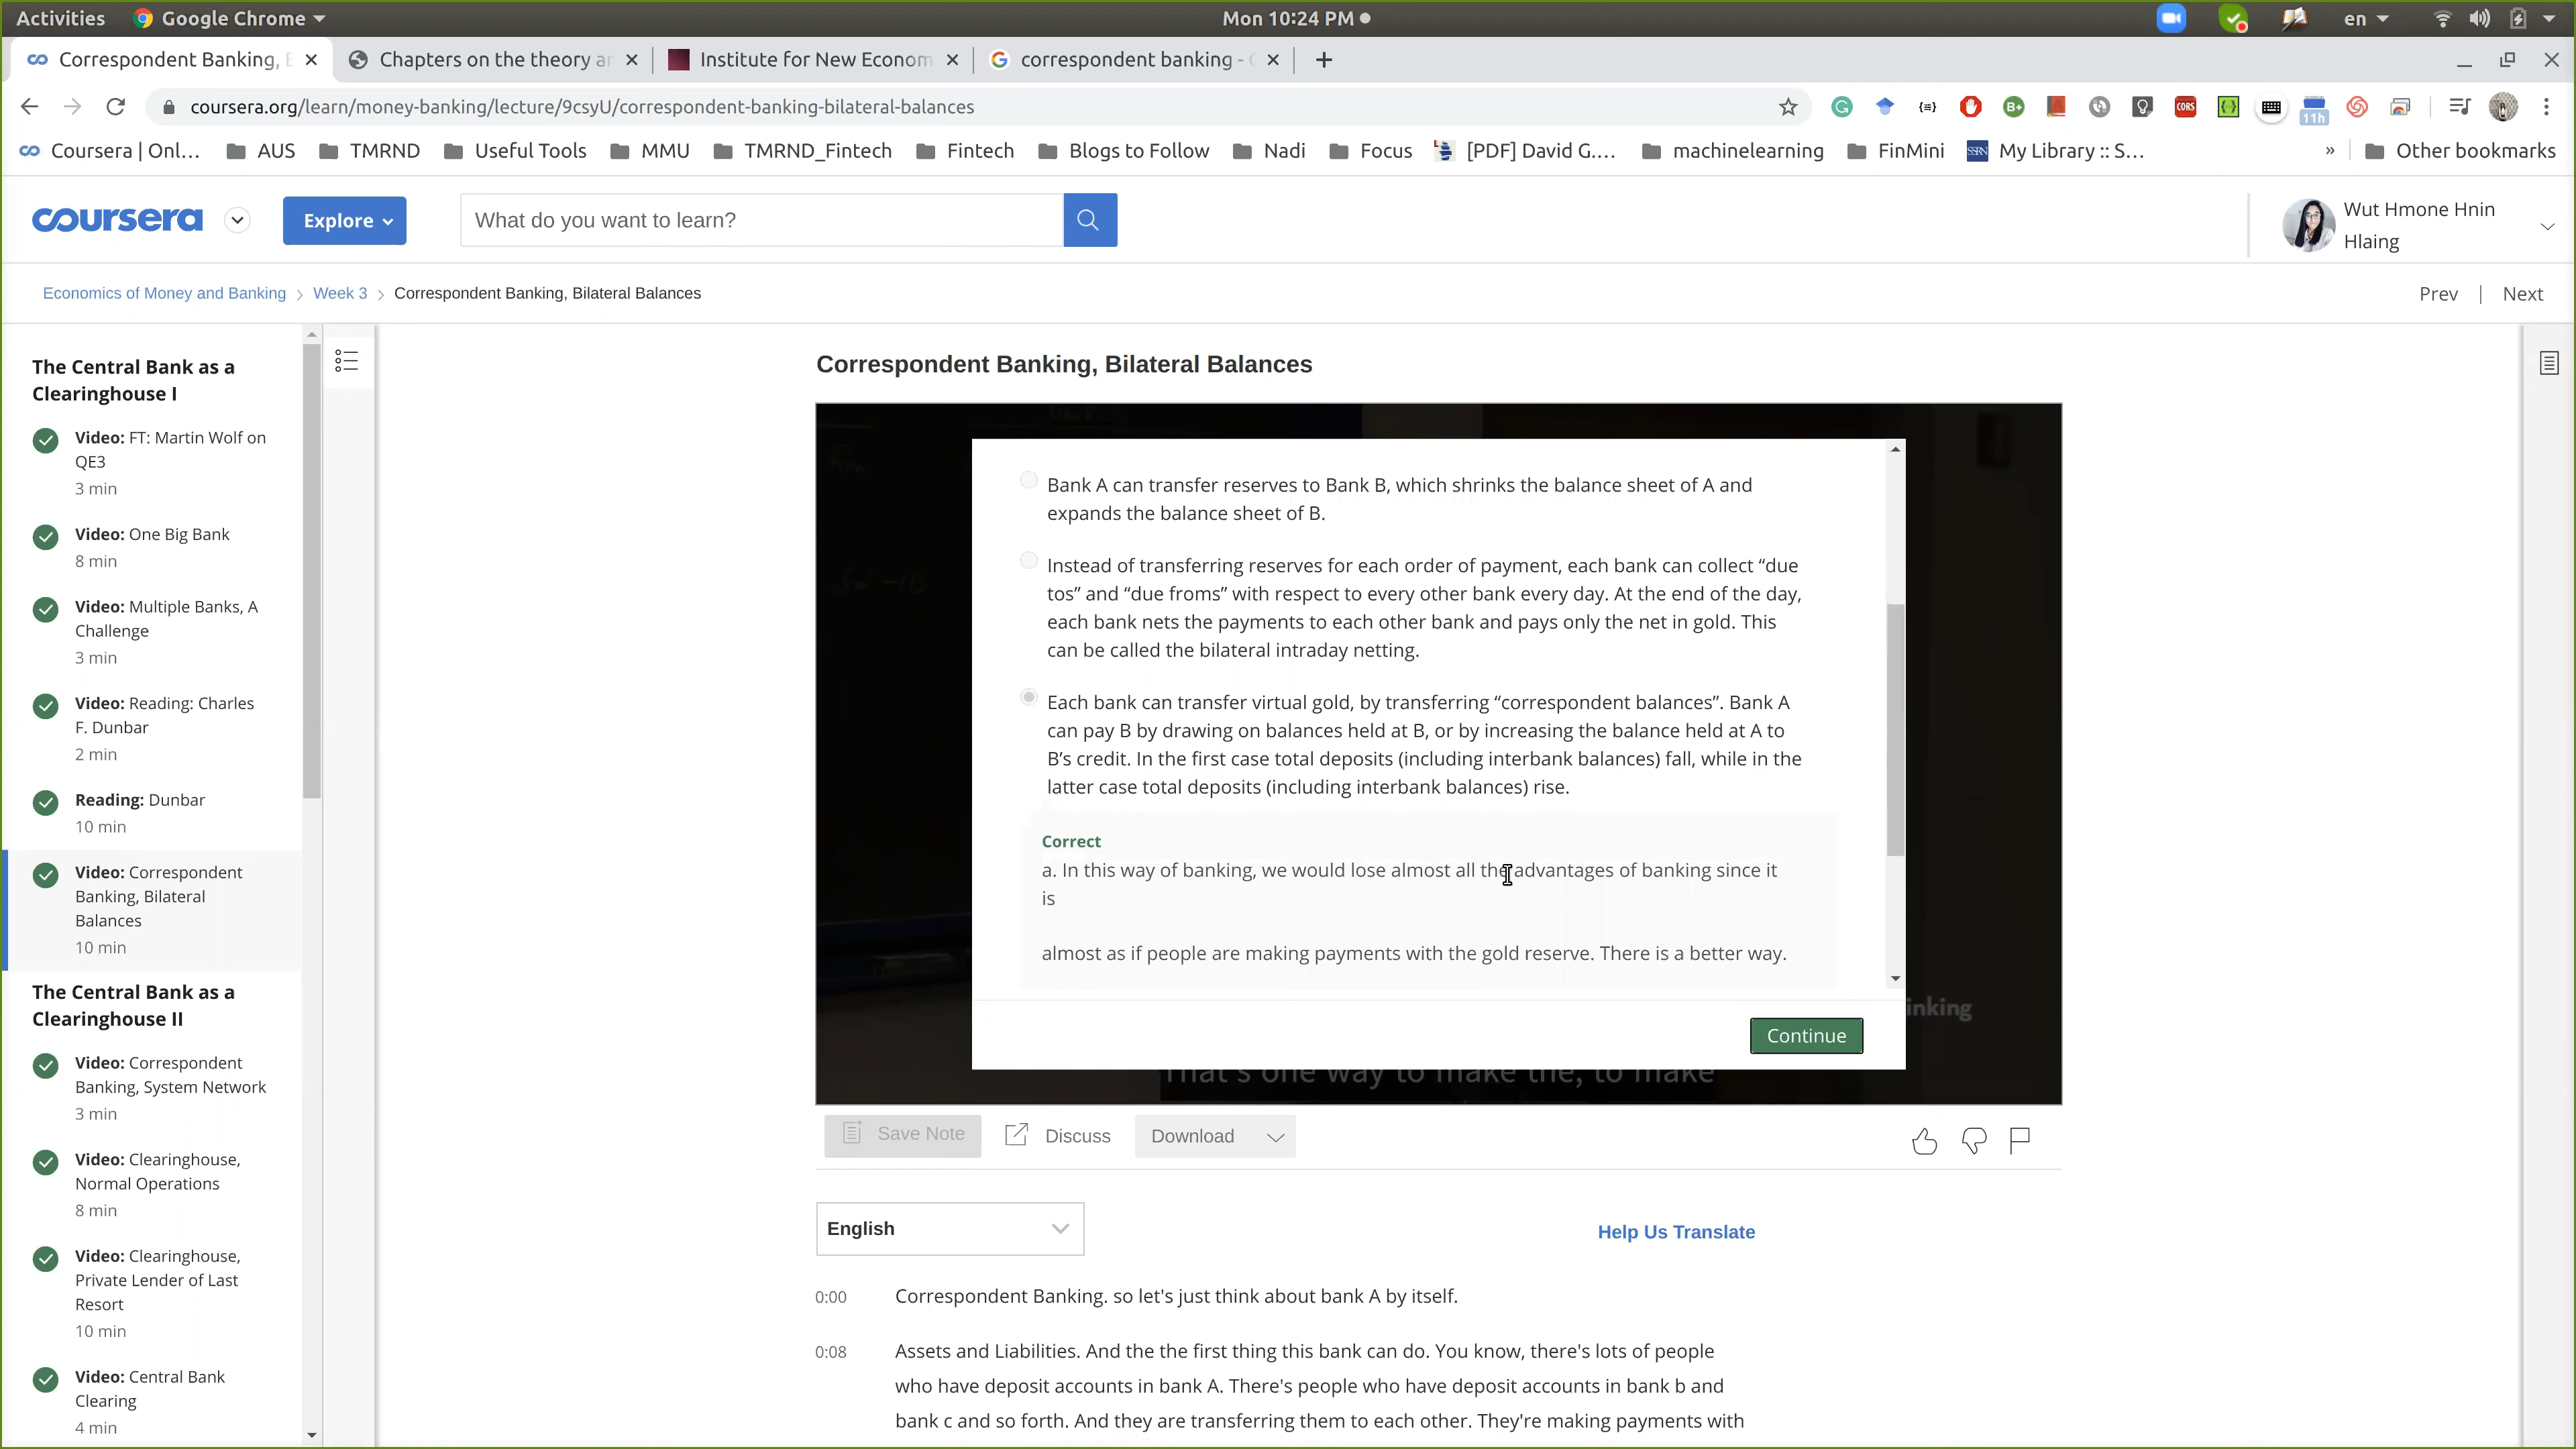 Activities Google Chrome Mon 10:24 PM en
Correspondent Banking, Chapters on the theory ar Institute for New Econom correspondent banking -
coursera.org/learn/money-banking/lecture/9csyU/correspondent-banking-bilateral-balances 11h
Coursera | Onl... AUS TMRND Useful Tools MMU TMRND_Fintech Fintech Blogs to Follow Nadi Focus [PDF] David G.... machinelearning FinMini SSRN My Library :: S... » Other bookmarks
coursera Explore What do you want to learn? Wut Hmone Hnin
Hlaing
Economics of Money and Banking > Week 3 > Correspondent Banking, Bilateral Balances Prev | Next
The Central Bank as a
Clearinghouse I
Video: FT: Martin Wolf on
QE3
3 min
Video: One Big Bank
8 min
Video: Multiple Banks, A
Challenge
3 min
Video: Reading: Charles
F. Dunbar
2 min
Reading: Dunbar
10 min
Video: Correspondent
Banking, Bilateral
Balances
10 min
The Central Bank as a
Clearinghouse II
Video: Correspondent
Banking, System Network
3 min
Video: Clearinghouse,
Normal Operations
8 min
Video: Clearinghouse,
Private Lender of Last
Resort
10 min
Video: Central Bank
Clearing
4 min
Correspondent Banking, Bilateral Balances
Bank A can transfer reserves to Bank B, which shrinks the balance sheet of A and
expands the balance sheet of B.
Instead of transferring reserves for each order of payment, each bank can collect “due
tos” and “due froms” with respect to every other bank every day. At the end of the day,
each bank nets the payments to each other bank and pays only the net in gold. This
can be called the bilateral intraday netting.
Each bank can transfer virtual gold, by transferring “correspondent balances”. Bank A
can pay B by drawing on balances held at B, or by increasing the balance held at A to
B’s credit. In the first case total deposits (including interbank balances) fall, while in the
latter case total deposits (including interbank balances) rise.
Correct
a. In this way of banking, we would lose almost all the advantages of banking since it
is
almost as if people are making payments with the gold reserve. There is a better way.
inking
Continue
That's one way to make the, to make
Save Note Discuss Download
English
Help Us Translate
0:00 Correspondent Banking. so let's just think about bank A by itself.
0:08 Assets and Liabilities. And the the first thing this bank can do. You know, there's lots of people
who have deposit accounts in bank A. There's people who have deposit accounts in bank b and
bank c and so forth. And they are transferring them to each other. They're making payments with